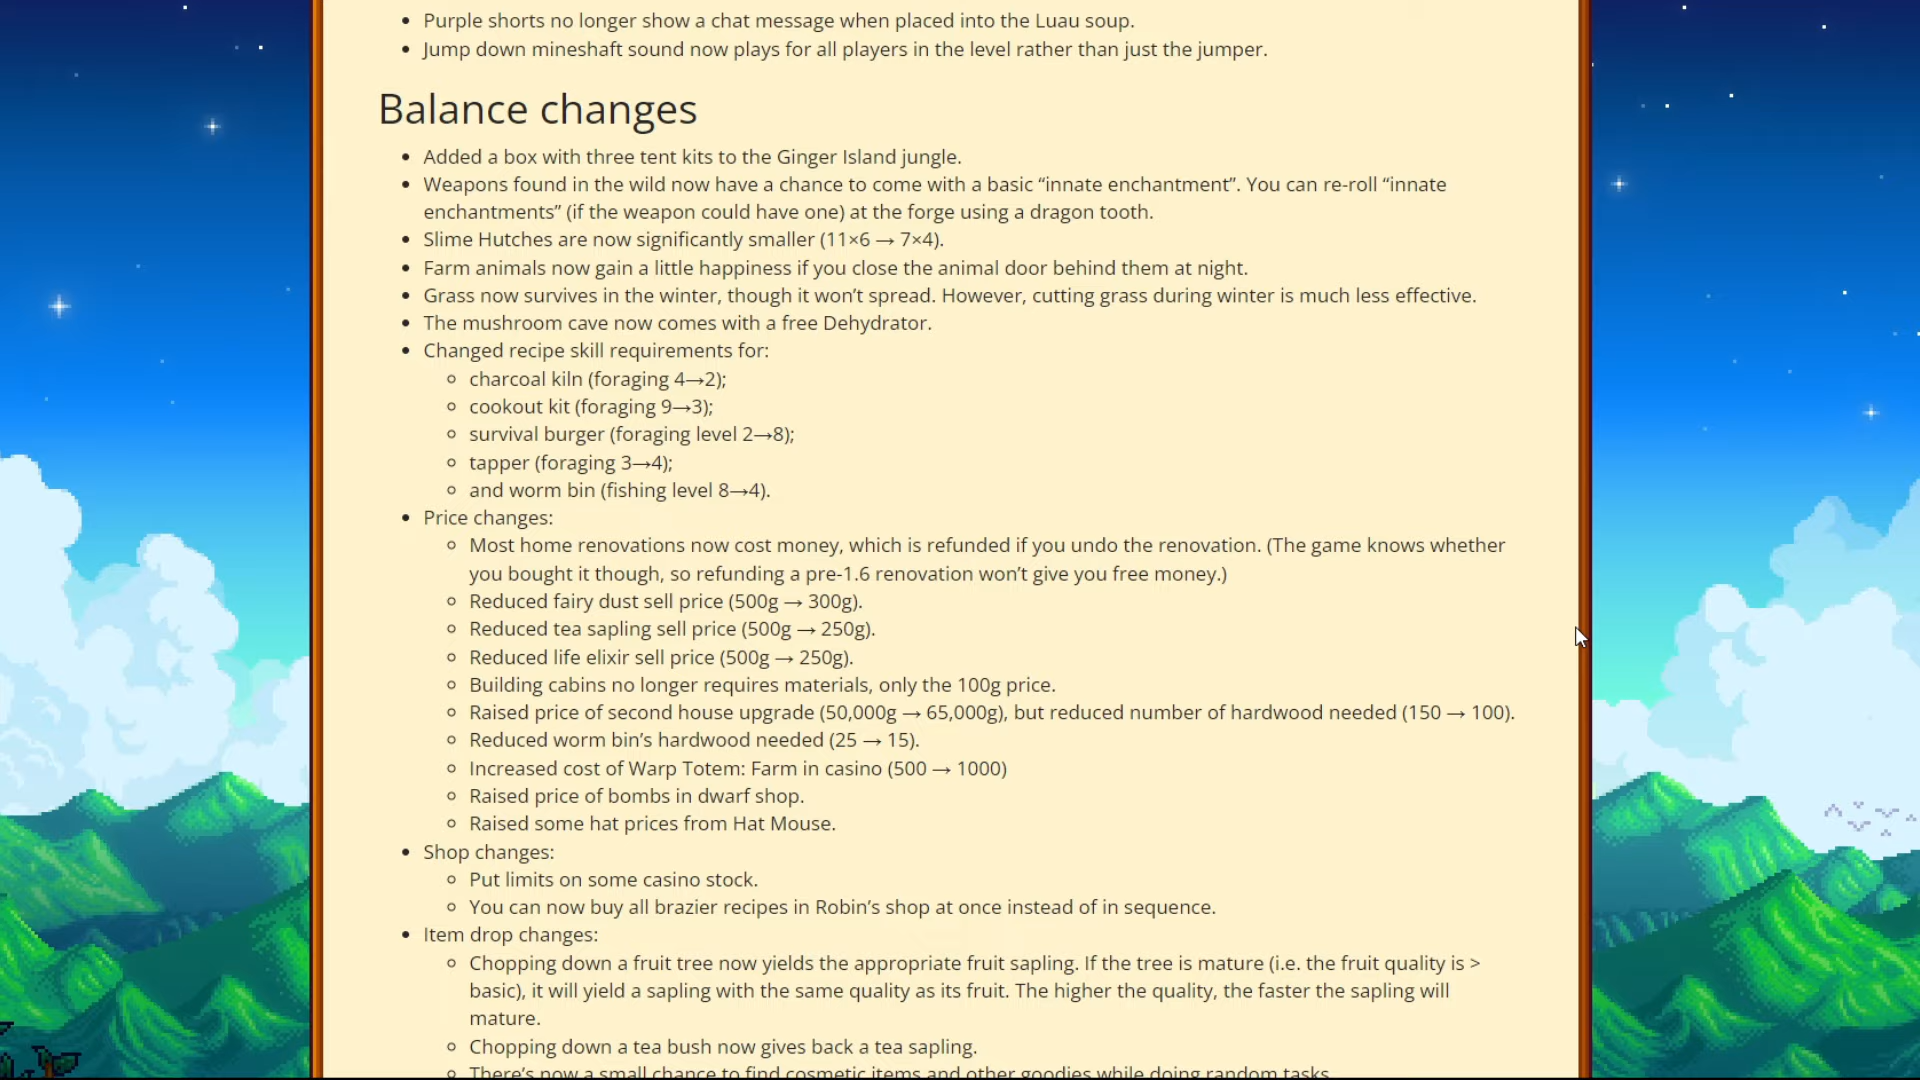 • Purple shorts no longer show a chat message when placed into the Luau soup.
• Jump down mineshaft sound now plays for all players in the level rather than just the jumper.
Balance changes
• Added a box with three tent kits to the Ginger Island jungle.
• Weapons found in the wild now have a chance to come with a basic “innate enchantment”. You can re-roll “innate
enchantments” (if the weapon could have one) at the forge using a dragon tooth.
• Slime Hutches are now significantly smaller (11×6 → 7×4).
• Farm animals now gain a little happiness if you close the animal door behind them at night.
• Grass now survives in the winter, though it won’t spread. However, cutting grass during winter is much less effective.
• The mushroom cave now comes with a free Dehydrator.
• Changed recipe skill requirements for:
◦ charcoal kiln (foraging 4→2);
◦ cookout kit (foraging 9→3);
◦ survival burger (foraging level 2→8);
◦ tapper (foraging 3→4);
◦ and worm bin (fishing level 8→4).
• Price changes:
◦ Most home renovations now cost money, which is refunded if you undo the renovation. (The game knows whether
you bought it though, so refunding a pre-1.6 renovation won’t give you free money.)
◦ Reduced fairy dust sell price (500g → 300g).
◦ Reduced tea sapling sell price (500g → 250g).
◦ Reduced life elixir sell price (500g → 250g).
◦ Building cabins no longer requires materials, only the 100g price.
◦ Raised price of second house upgrade (50,000g → 65,000g), but reduced number of hardwood needed (150 → 100).
◦ Reduced worm bin’s hardwood needed (25 → 15).
◦ Increased cost of Warp Totem: Farm in casino (500 → 1000)
◦ Raised price of bombs in dwarf shop.
◦ Raised some hat prices from Hat Mouse.
• Shop changes:
◦ Put limits on some casino stock.
◦ You can now buy all brazier recipes in Robin’s shop at once instead of in sequence.
• Item drop changes:
◦ Chopping down a fruit tree now yields the appropriate fruit sapling. If the tree is mature (i.e. the fruit quality is >
basic), it will yield a sapling with the same quality as its fruit. The higher the quality, the faster the sapling will
mature.
◦ Chopping down a tea bush now gives back a tea sapling.
◦ There’s now a small chance to find cosmetic items and other goodies while doing random tasks.